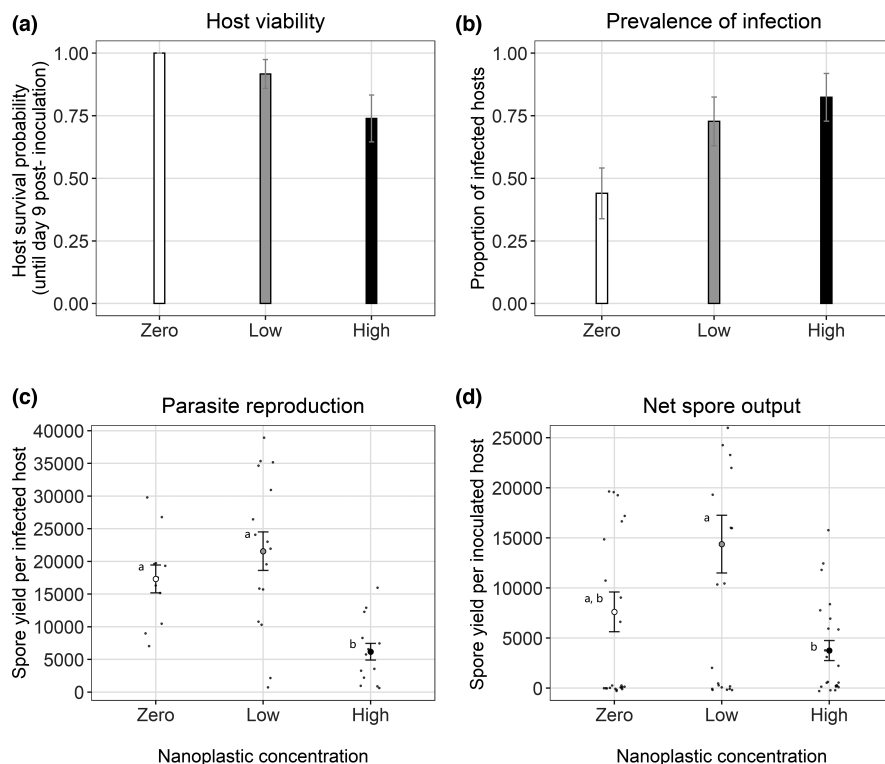 (a)
Host viability
Host survival probability
(until day 9 post- inoculation)
1.00
0.75
0.50
0.25
0.00
Zero
Low
High
(b)
Prevalence of infection
Proportion of infected hosts
1.00
0.75
0.50
0.25
0.00
Zero
Low
High
(c)
Parasite reproduction
Spore yield per infected host
40000
35000
30000
25000
20000
15000
10000
5000
0
a
a
b
Zero
Low
High
Nanoplastic concentration
(d)
Net spore output
Spore yield per inoculated host
25000
20000
15000
10000
5000
0
a, b
a
b
Zero
Low
High
Nanoplastic concentration